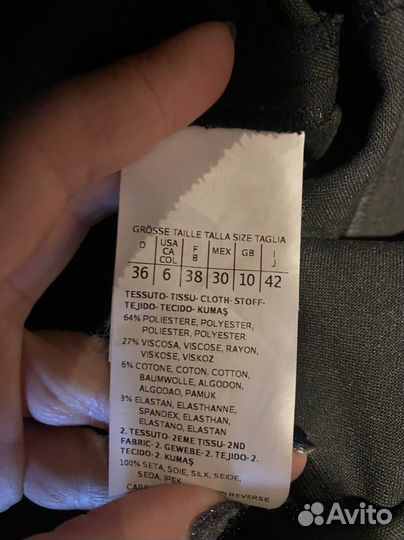 GRÖSSE TAILLE TALLA SIZE TAGLIA
D USA CA COL F B MEX GB I J
36 6 38 30 10 42
TESSUTO- TISSU- CLOTH- STOFF-
TEJIDO- TECIDO- KUMAŞ
64% POLIESTERE, POLYESTER,
POLIESTER, POLYESTER
27% VISCOSA, VISCOSE, RAYON,
VISKOSE, VISKOZ
6% COTONE, COTON, COTTON,
BAUMWOLLE, ALGODON,
ALGODAO, PAMUK
3% ELASTAN, ELASTHANNE,
SPANDEX, ELASTHAN,
ELASTANO, ELASTAN
2. TESSUTO- 2EME TISSU- 2ND
FABRIC- 2. GEWEBE- 2. TEJIDO- 2.
TECIDO- 2. KUMAŞ
100% SETA, SOIE, SILK, SEIDE,
SEDA, IPEK
CARE ON REVERSE
Avito